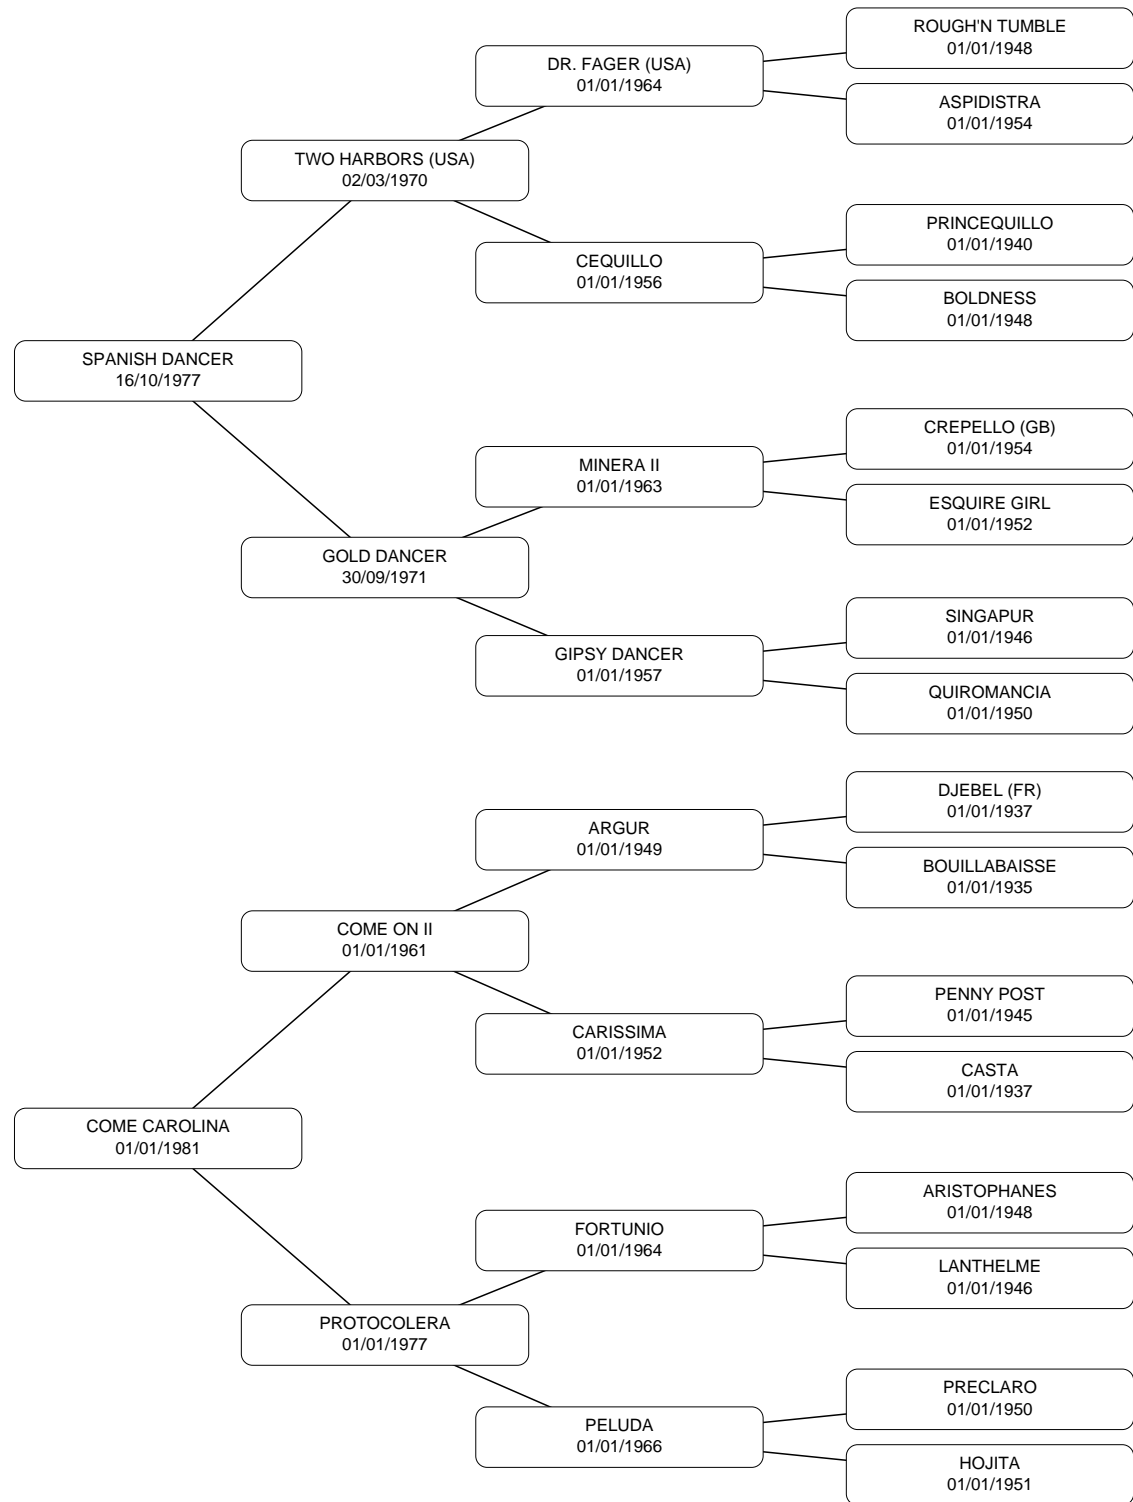 ROUGH'N TUMBLE
01/01/1948
DR. FAGER (USA)
01/01/1964
ASPIDISTRA
01/01/1954
TWO HARBORS (USA)
02/03/1970
PRINCEQUILLO
01/01/1940
CEQUILLO
01/01/1956
BOLDNESS
01/01/1948
SPANISH DANCER
16/10/1977
CREPELLO (GB)
01/01/1954
MINERA II
01/01/1963
ESQUIRE GIRL
01/01/1952
GOLD DANCER
30/09/1971
SINGAPUR
01/01/1946
GIPSY DANCER
01/01/1957
QUIROMANCIA
01/01/1950
DJEBEL (FR)
01/01/1937
ARGUR
01/01/1949
BOUILLABAISSE
01/01/1935
COME ON II
01/01/1961
PENNY POST
01/01/1945
CARISSIMA
01/01/1952
CASTA
01/01/1937
COME CAROLINA
01/01/1981
ARISTOPHANES
01/01/1948
FORTUNIO
01/01/1964
LANTHELME
01/01/1946
PROTOCOLERA
01/01/1977
PRECLARO
01/01/1950
PELUDA
01/01/1966
HOJITA
01/01/1951